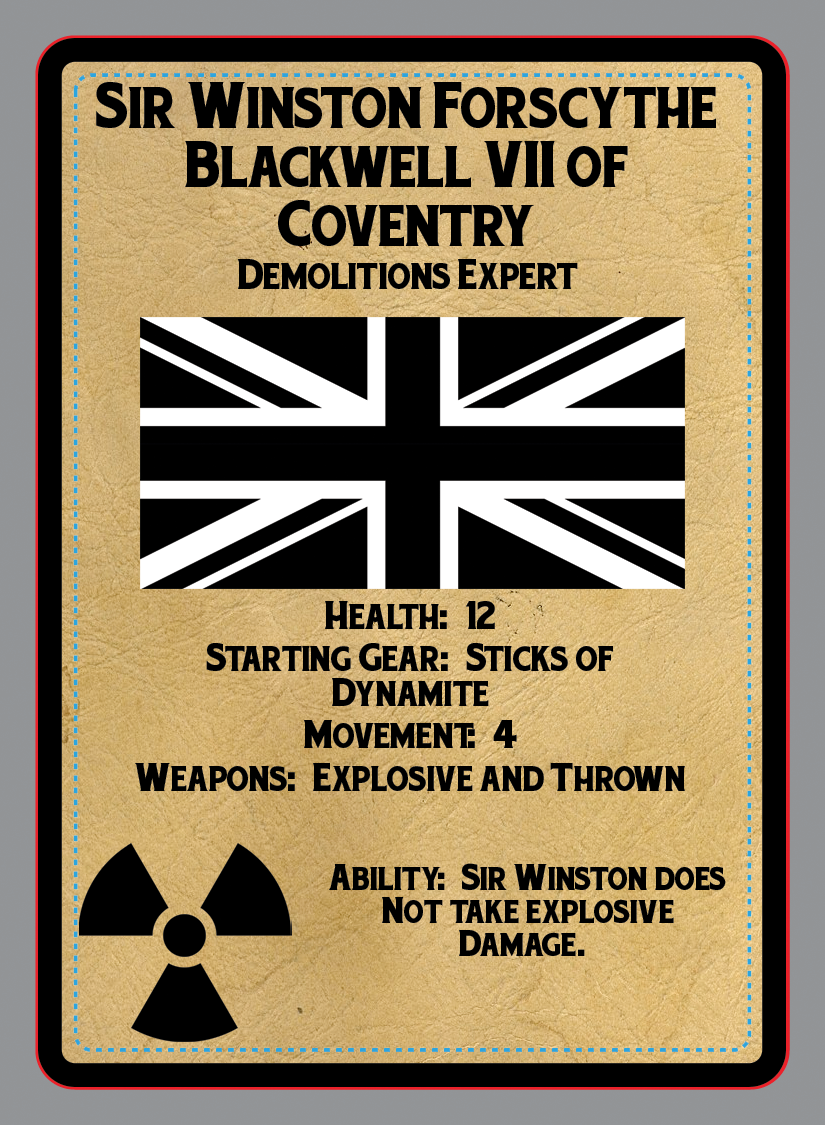 Sir Winston Forscythe
Blackwell VII of
Coventry
Demolitions Expert
Health: 12
Starting Gear: Sticks of
Dynamite
Movement: 4
Weapons: Explosive and Thrown
Ability: Sir Winston does
Not take explosive
Damage.